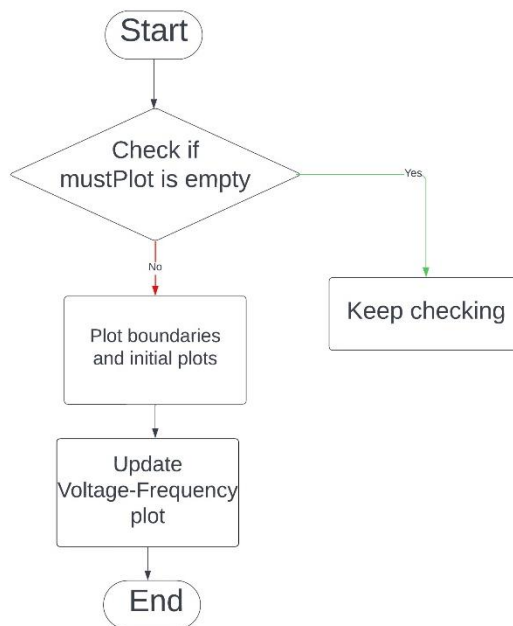 Start
Check if
mustPlot is empty
Yes
No
Keep checking
Plot boundaries
and initial plots
Update
Voltage-Frequency
plot
End